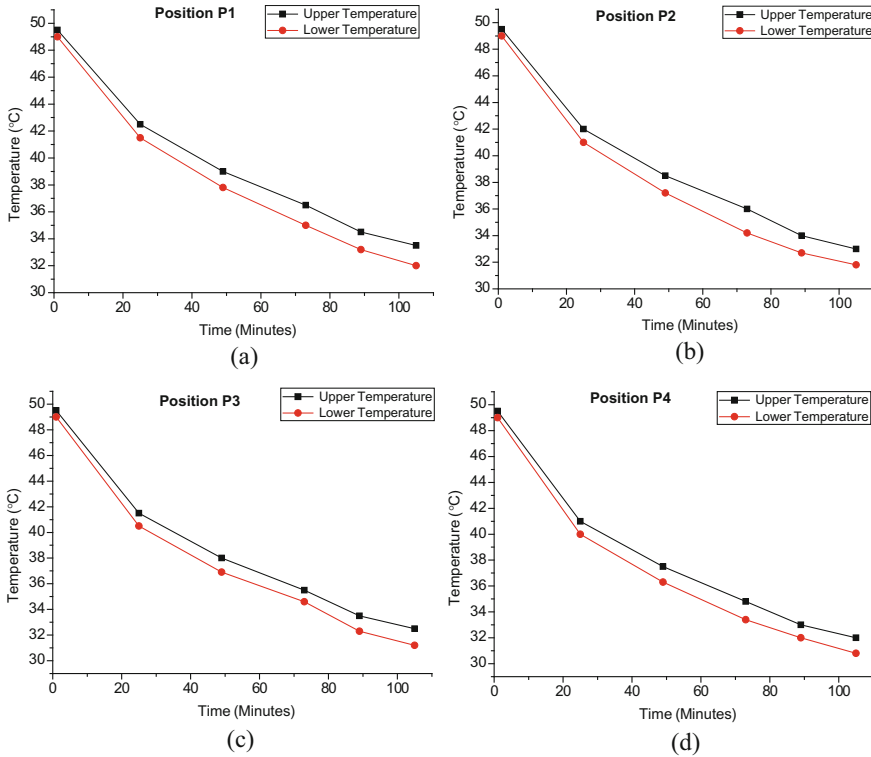 Position P1
Upper Temperature
Lower Temperature
50
48
46
44
42
40
38
36
34
32
30
Temperature (°C)
0 20 40 60 80 100
Time (Minutes)
(a)
Position P2
Upper Temperature
Lower Temperature
50
48
46
44
42
40
38
36
34
32
30
Temperature (°C)
0 20 40 60 80 100
Time (Minutes)
(b)
Position P3
Upper Temperature
Lower Temperature
50
48
46
44
42
40
38
36
34
32
30
Temperature (°C)
0 20 40 60 80 100
Time (Minutes)
(c)
Position P4
Upper Temperature
Lower Temperature
50
48
46
44
42
40
38
36
34
32
30
Temperature (°C)
0 20 40 60 80 100
Time (Minutes)
(d)